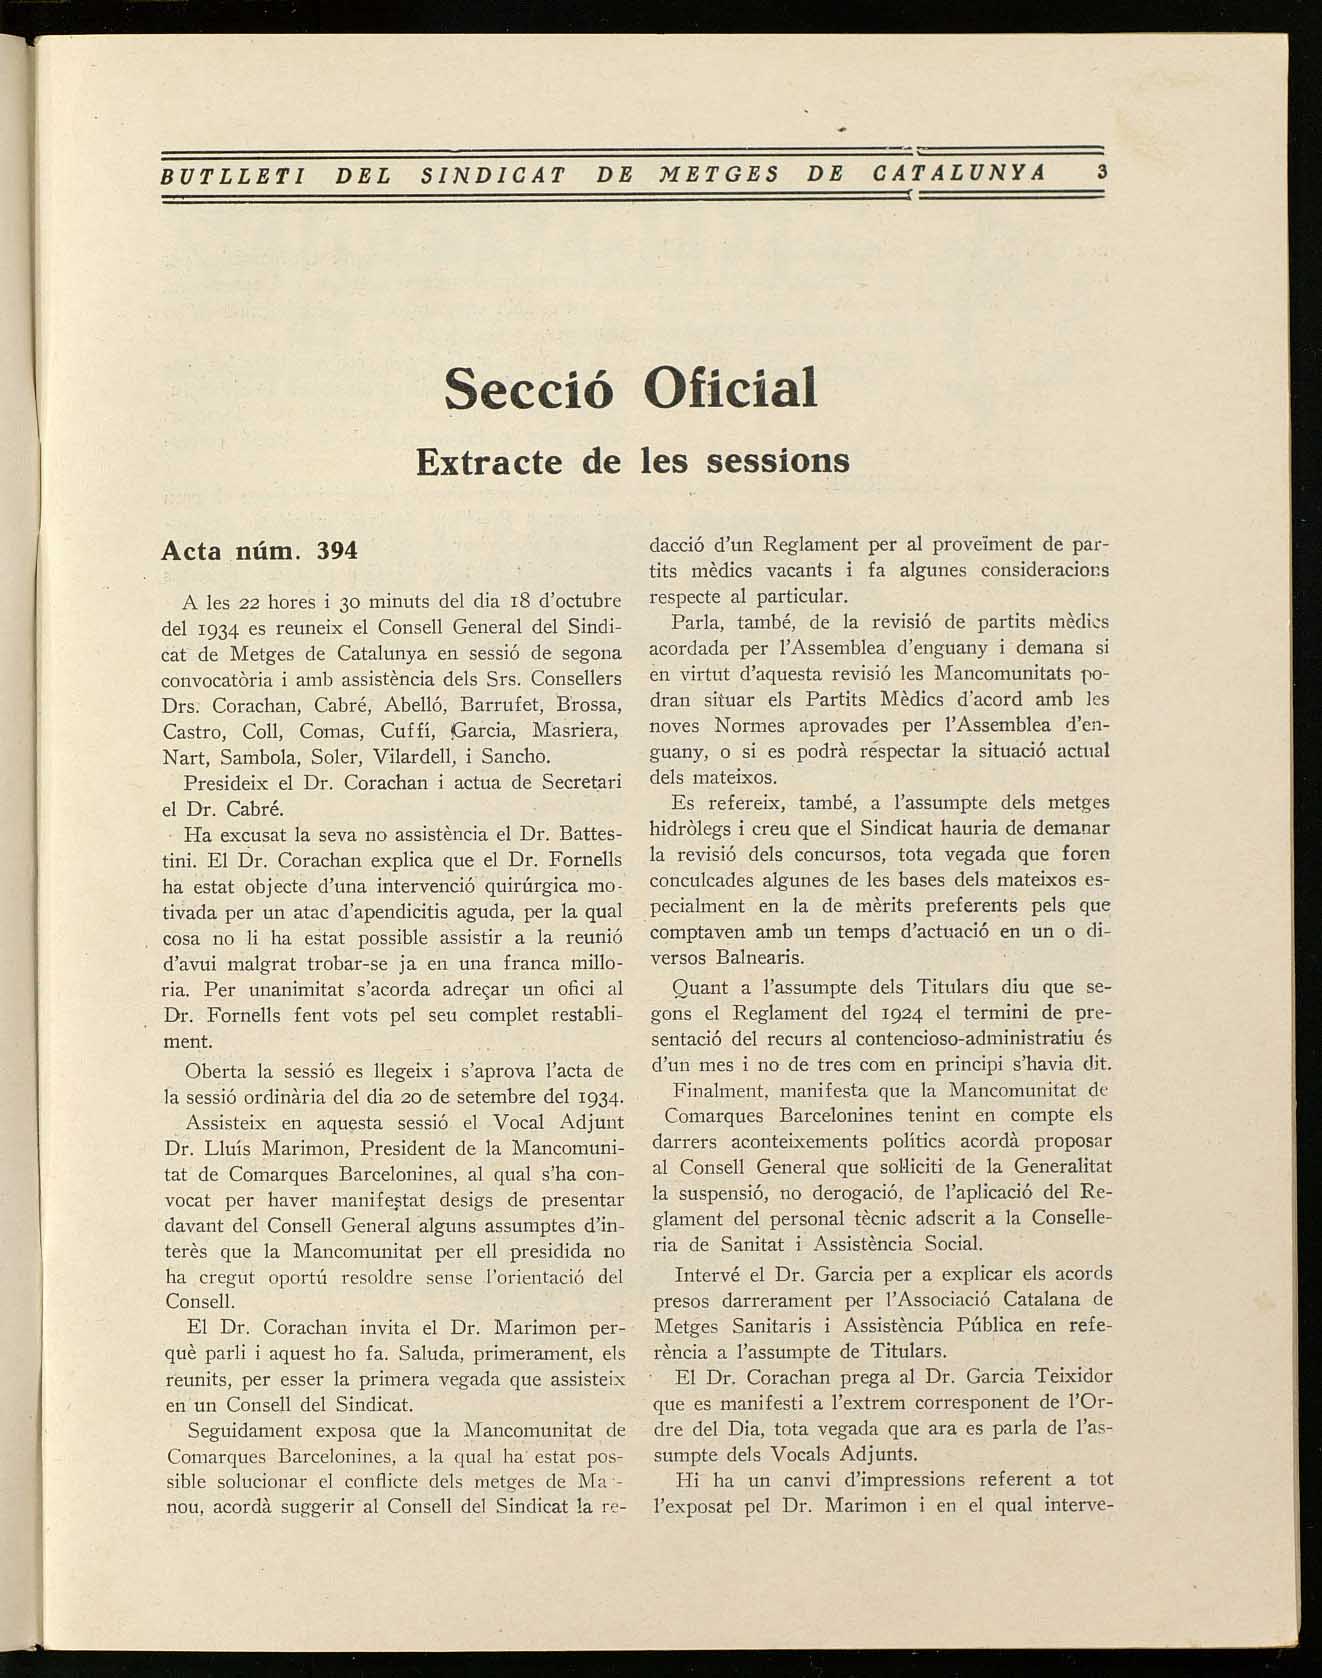 BUTLLETI DEL SINDICAT DE METGES DE CATALUNYA 3
Secció Oficial
Extracte de les sessions
Acta núm. 394
A les 22 hores i 30 minuts del dia 18 d'octubre
del 1934 es reuneix el Consell General del Sindi-
cat de Metges de Catalunya en sessió de segona
convocatòria i amb assistència dels Srs. Consellers
Drs. Corachan, Cabré, Abelló, Barrufet, Brossa,
Castro, Coll, Comas, Cuffí, Garcia, Masriera,
Nart, Sambola, Soler, Vilardell, i Sancho.
Presideix el Dr. Corachan i actua de Secretari
el Dr. Cabré.
Ha excusat la seva no assistència el Dr. Battes-
tini. El Dr. Corachan explica que el Dr. Fornells
ha estat objecte d'una intervenció quirúrgica mo-
tivada per un atac d'apendicitis aguda, per la qual
cosa no li ha estat possible assistir a la reunió
d'avui malgrat trobar-se ja en una franca millo-
ria. Per unanimitat s'acorda adreçar un ofici al
Dr. Fornells fent vots pel seu complet restabli-
ment.
Oberta la sessió es llegeix i s'aprova l'acta de
la sessió ordinària del dia 20 de setembre del 1934.
Assisteix en aquesta sessió el Vocal Adjunt
Dr. Lluís Marimon, President de la Mancomuni-
tat de Comarques Barcelonines, al qual s'ha con-
vocat per haver manifestat desigs de presentar
davant del Consell General alguns assumptes d'in-
terès que la Mancomunitat per ell presidida no
ha cregut oportú resoldre sense l'orientació del
Consell.
El Dr. Corachan invita el Dr. Marimon per-
què parli i aquest ho fa. Saluda, primerament, els
reunits, per esser la primera vegada que assisteix
en un Consell del Sindicat.
Seguidament exposa que la Mancomunitat de
Comarques Barcelonines, a la qual ha estat pos-
sible solucionar el conflicte dels metges de Ma-
nou, acordà suggerir al Consell del Sindicat la re-
dacció d'un Reglament per al proveïment de par-
tits mèdics vacants i fa algunes consideracions
respecte al particular.
Parla, també, de la revisió de partits mèdics
acordada per l'Assemblea d'enguany i demana si
en virtut d'aquesta revisió les Mancomunitats po-
dran situar els Partits Mèdics d'acord amb les
noves Normes aprovades per l'Assemblea d'en-
guany, o si es podrà respectar la situació actual
dels mateixos.
Es refereix, també, a l'assumpte dels metges
hidròlegs i creu que el Sindicat hauria de demanar
la revisió dels concursos, tota vegada que foren
conculcades algunes de les bases dels mateixos es-
pecialment en la de mèrits preferents pels que
comptaven amb un temps d'actuació en un o di-
versos Balnearis.
Quant a l'assumpte dels Titulars diu que se-
gons el Reglament del 1924 el termini de pre-
sentació del recurs al contencioso-administratiu és
d'un mes i no de tres com en principi s'havia dit.
Finalment, manifesta que la Mancomunitat de
Comarques Barcelonines tenint en compte els
darrers aconteixements polítics acordà proposar
al Consell General que sol·liciti de la Generalitat
la suspensió, no derogació, de l'aplicació del Re-
glament del personal tècnic adscrit a la Conselle-
ria de Sanitat i Assistència Social.
Intervé el Dr. Garcia per a explicar els acords
presos darrerament per l'Associació Catalana de
Metges Sanitaris i Assistència Pública en refe-
rència a l'assumpte de Titulars.
El Dr. Corachan prega al Dr. Garcia Teixidor
que es manifesti a l'extrem corresponent de l'Or-
dre del Dia, tota vegada que ara es parla de l'as-
sumpte dels Vocals Adjunts.
Hi ha un canvi d'impressions referent a tot
l'exposat pel Dr. Marimon i en el qual interve-